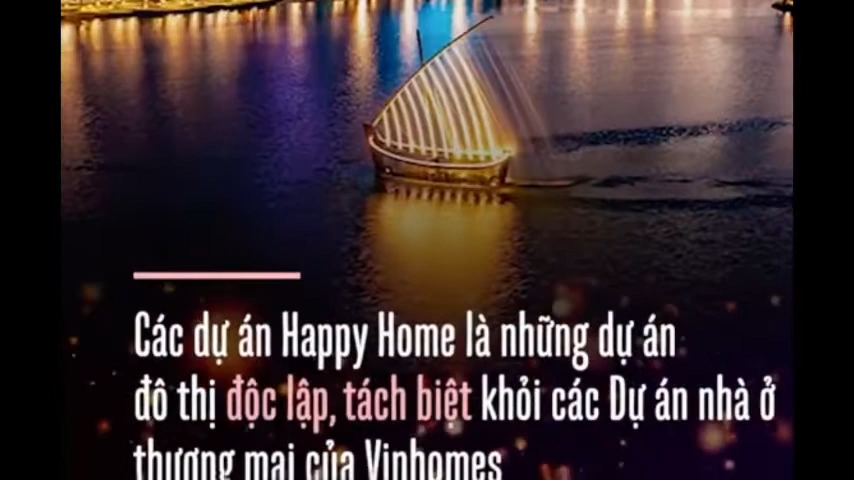 Các dự án Happy Home là những dự án
đô thị độc lập, tách biệt khỏi các Dự án nhà ở
thương mại của Vinhomes